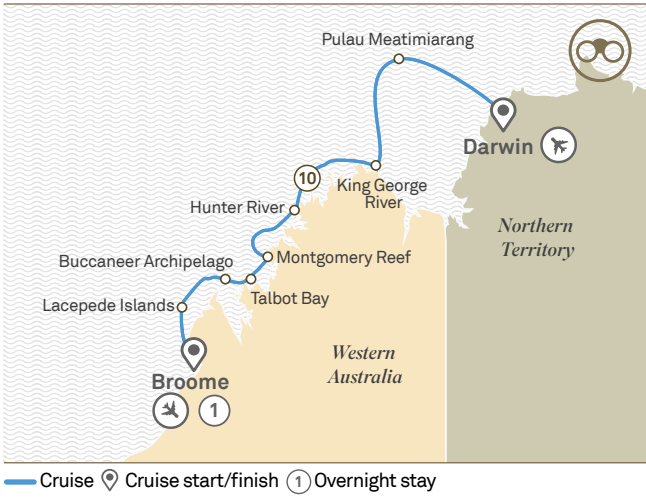 Pulau Meatimiarang
Darwin
10
King George
River
Hunter River
Northern
Territory
Montgomery Reef
Buccaneer Archipelago
Talbot Bay
Lacepede Islands
Western
Australia
Broome
1
Cruise Cruise start/finish 1 Overnight stay